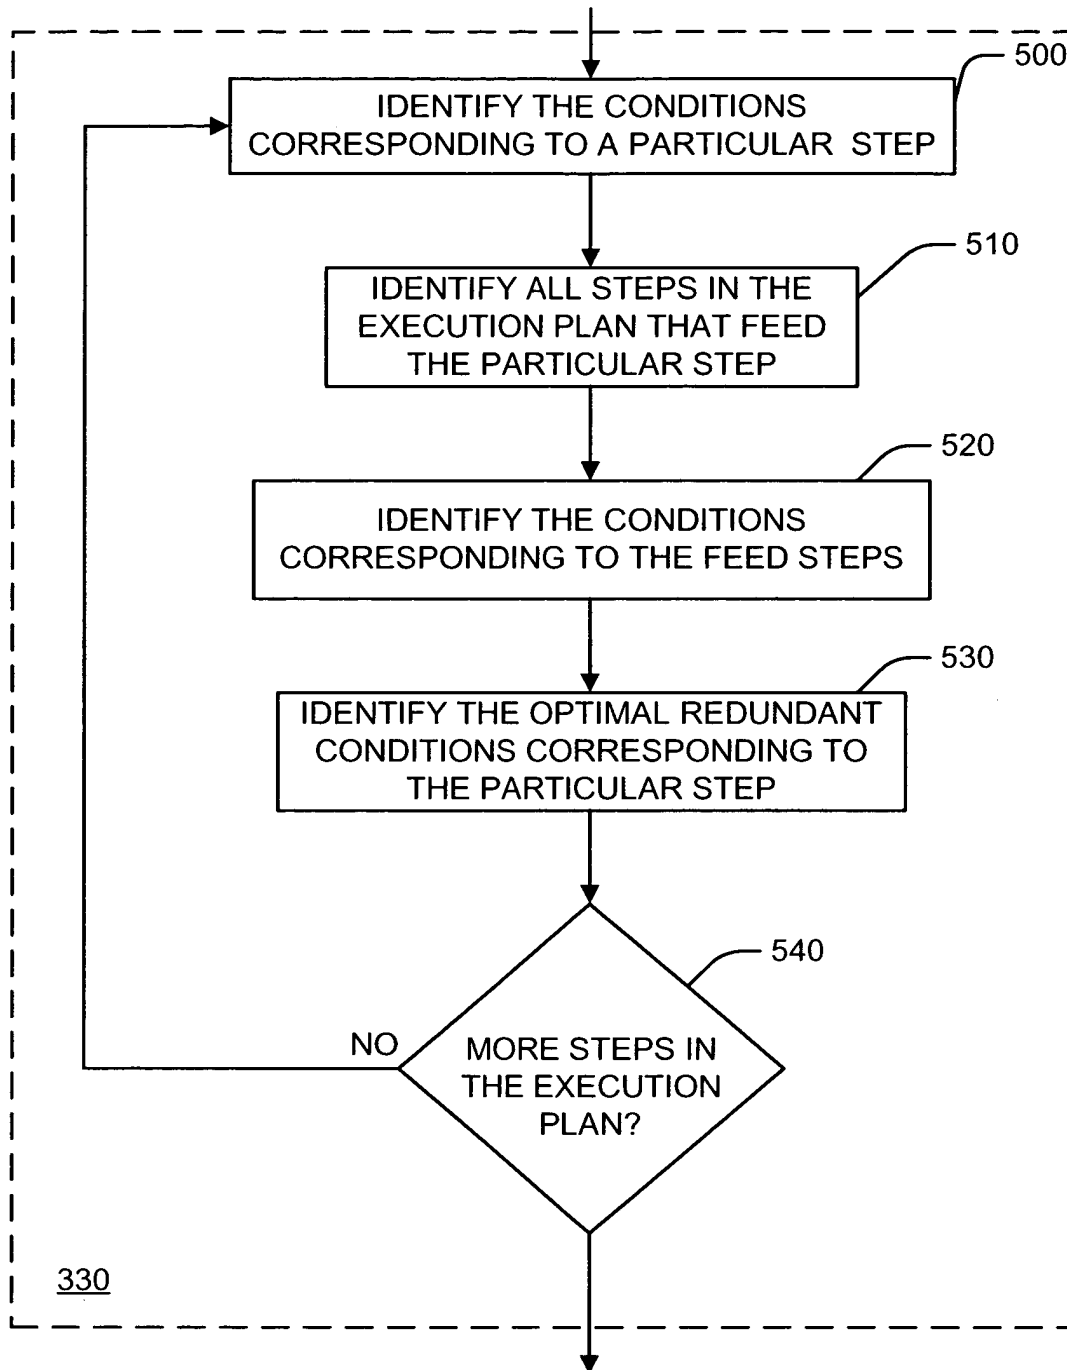 500
IDENTIFY THE CONDITIONS
CORRESPONDING TO A PARTICULAR STEP
510
IDENTIFY ALL STEPS IN THE
EXECUTION PLAN THAT FEED
THE PARTICULAR STEP
520
IDENTIFY THE CONDITIONS
CORRESPONDING TO THE FEED STEPS
530
IDENTIFY THE OPTIMAL REDUNDANT
CONDITIONS CORRESPONDING TO
THE PARTICULAR STEP
540
NO
MORE STEPS IN
THE EXECUTION
PLAN?
330